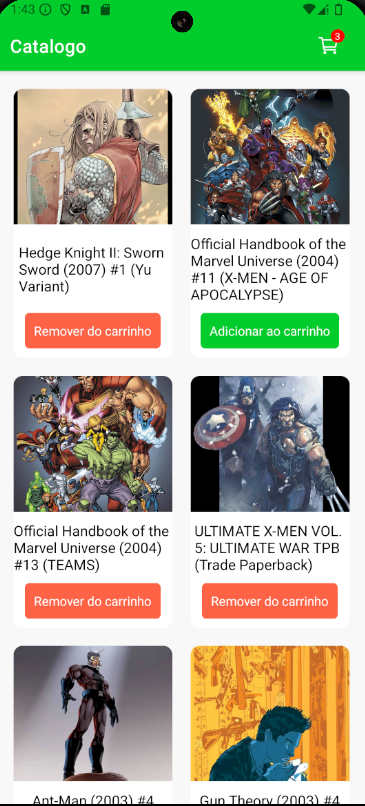 1:43
Catalogo
3
Hedge Knight II: Sworn
Sword (2007) #1 (Yu
Variant)
Remover do carrinho
Official Handbook of the
Marvel Universe (2004)
#11 (X-MEN - AGE OF
APOCALYPSE)
Adicionar ao carrinho
Official Handbook of the
Marvel Universe (2004)
#13 (TEAMS)
Remover do carrinho
ULTIMATE X-MEN VOL.
5: ULTIMATE WAR TPB
(Trade Paperback)
Remover do carrinho
Ant-Man (2003) #4
Gun Theory (2003) #4